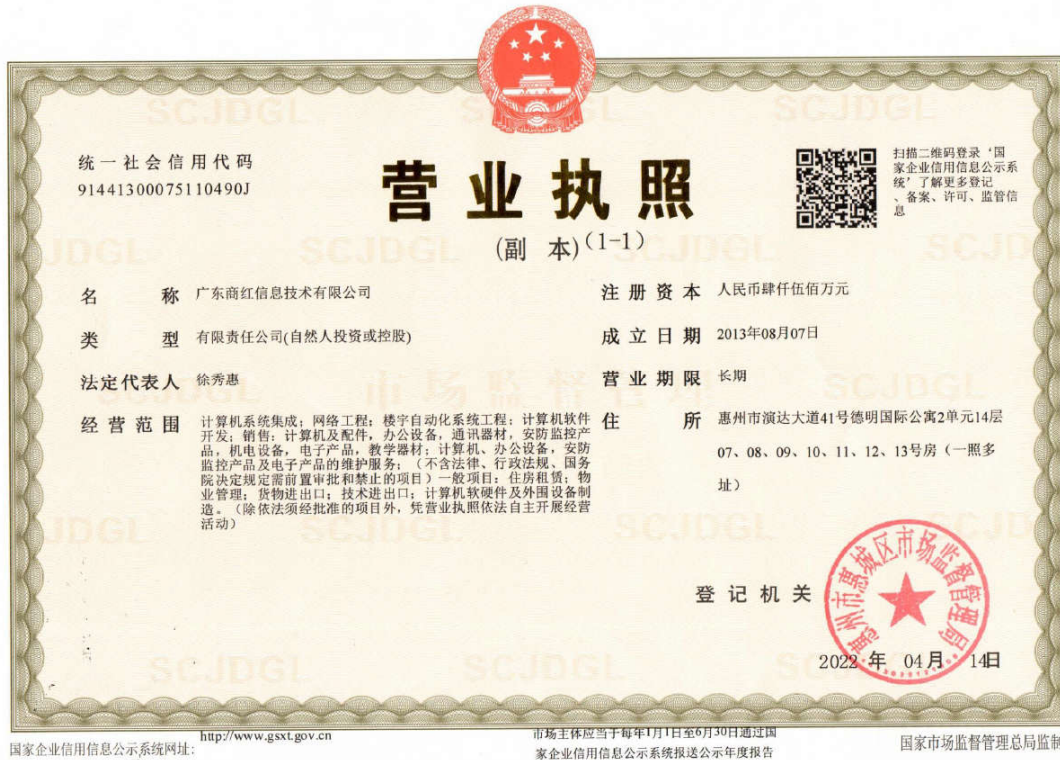 统一社会信用代码
91441300075110490J
营业执照
(副 本)(1-1)
扫描二维码登录‘国
家企业信用信息公示系
统’了解更多登记
、备案、许可、监管信
息
名 称 广东商红信息技术有限公司
类 型 有限责任公司(自然人投资或控股)
法定代表人 徐秀惠
经营范围 计算机系统集成；网络工程；楼宇自动化系统工程；计算机软件
开发；销售：计算机及配件，办公设备，通讯器材，安防监控产
品，机电设备，电子产品，教学器材；计算机、办公设备，安防
监控产品及电子产品的维护服务；（不含法律、行政法规、国务
院决定规定需前置审批和禁止的项目）一般项目：住房租赁；物
业管理；货物进出口；技术进出口；计算机软硬件及外围设备制
造。（除依法须经批准的项目外，凭营业执照依法自主开展经营
活动）
注册资本 人民币肆仟伍佰万元
成立日期 2013年08月07日
营业期限 长期
住 所 惠州市演达大道41号德明国际公寓2单元14层
07、08、09、10、11、12、13号房（一照多
址）
登记机关
惠州市惠城区市场监督管理局
2022 年 04月 14日
SCJDGL
市场监督管理
国家企业信用信息公示系统网址:
http://www.gsxt.gov.cn
市场主体应当于每年1月1日至6月30日通过国
家企业信用信息公示系统报送公示年度报告
国家市场监督管理总局监制